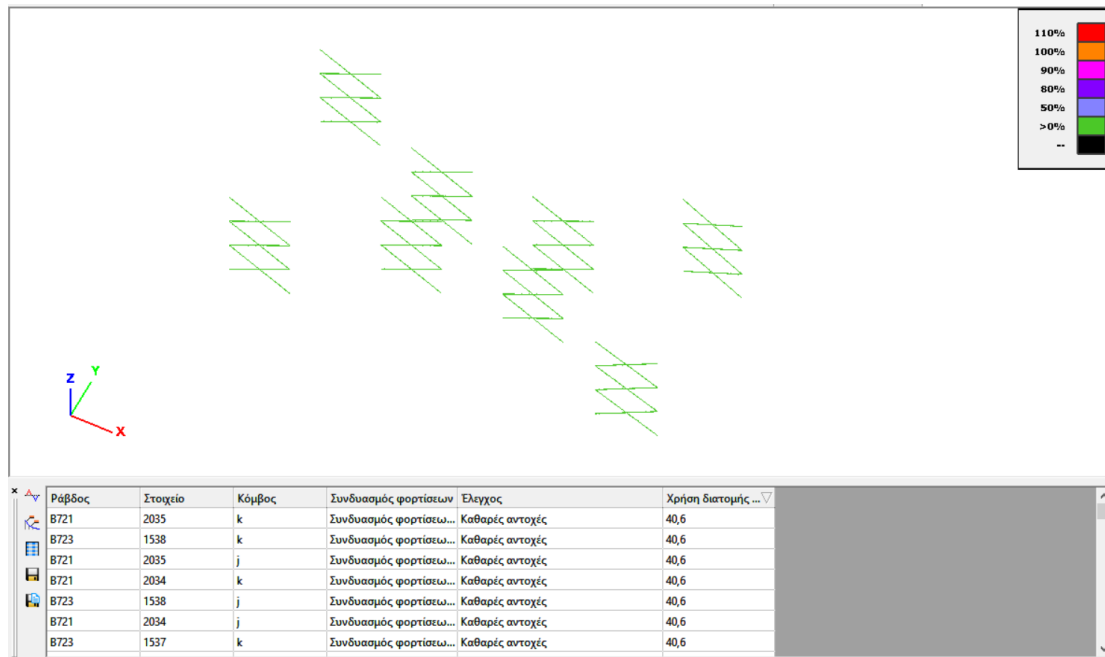 110%
100%
90%
80%
50%
>0%
--
Z
Y
X
Ράβδος Στοιχείο Κόμβος Συνδυασμός φορτίσεων Έλεγχος Χρήση διατομής ...
B721 2035 k Συνδυασμός φορτίσεω... Καθαρές αντοχές 40,6
B723 1538 k Συνδυασμός φορτίσεω... Καθαρές αντοχές 40,6
B721 2035 j Συνδυασμός φορτίσεω... Καθαρές αντοχές 40,6
B721 2034 k Συνδυασμός φορτίσεω... Καθαρές αντοχές 40,6
B723 1538 j Συνδυασμός φορτίσεω... Καθαρές αντοχές 40,6
B721 2034 j Συνδυασμός φορτίσεω... Καθαρές αντοχές 40,6
B723 1537 k Συνδυασμός φορτίσεω... Καθαρές αντοχές 40,6